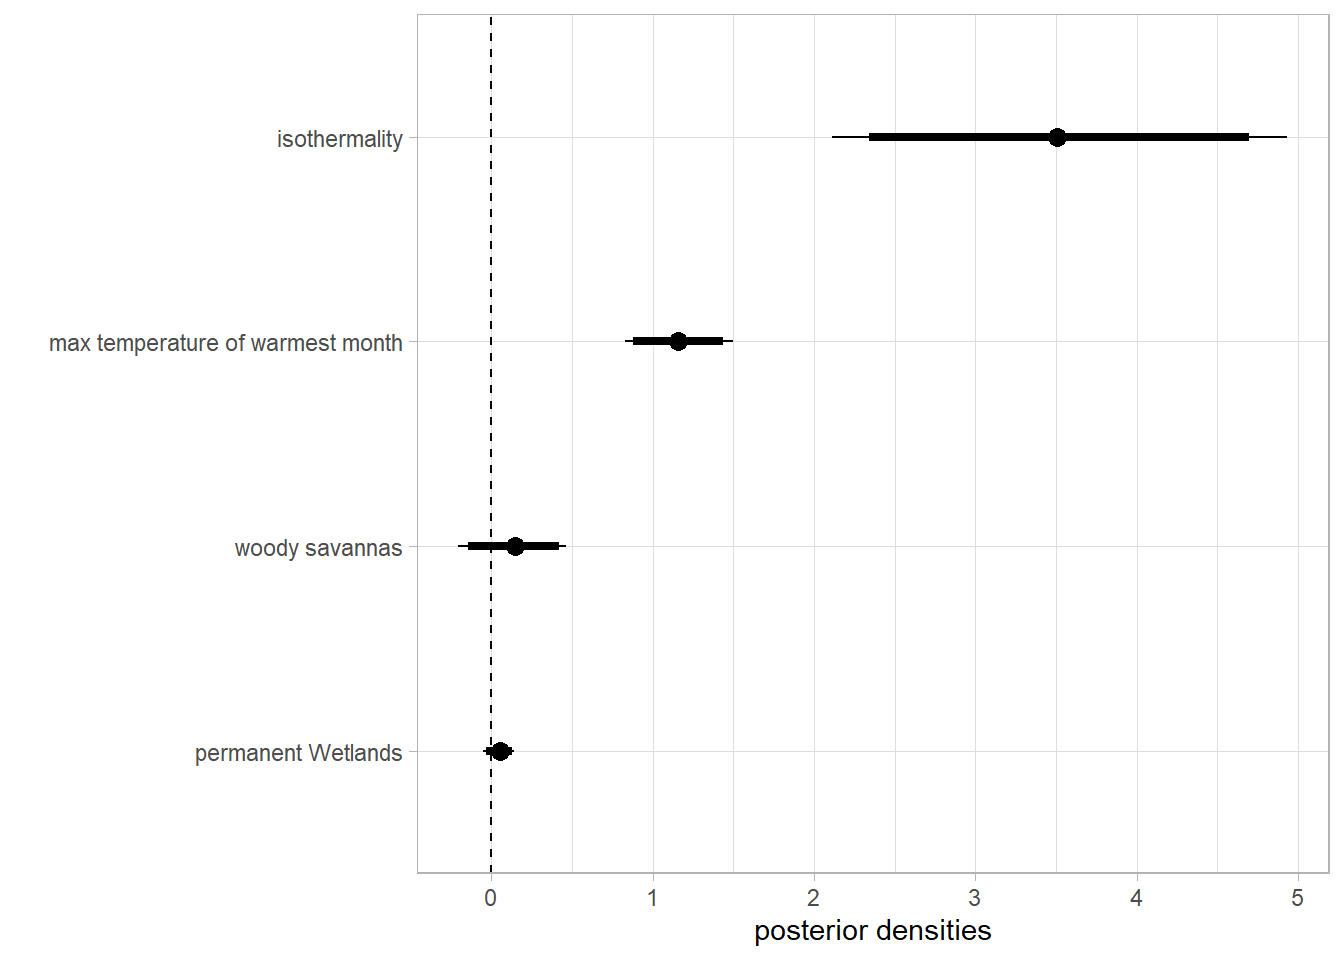 isothermality
max temperature of warmest month
woody savannas
permanent Wetlands
0 1 2 3 4 5
posterior densities